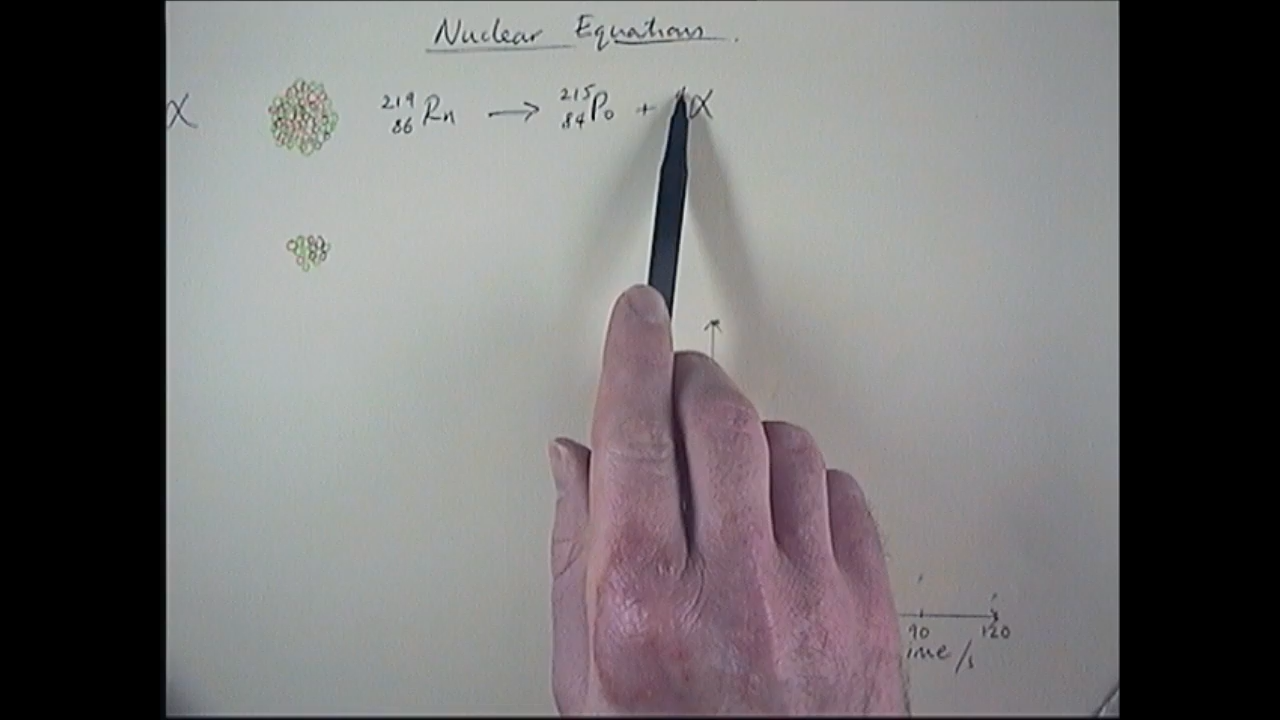 Nuclear Equations.
α 219 86 Rn → 215 84 Po + α
90 120
ime /s